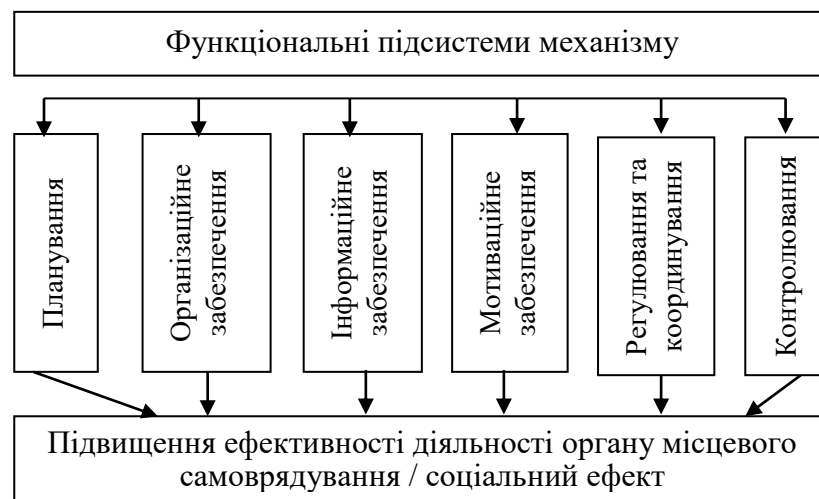 Функціональні підсистеми механізму
Планування
Організаційне
забезпечення
Інформаційне
забезпечення
Мотиваційне
забезпечення
Регулювання та
координування
Контролювання
Підвищення ефективності діяльності органу місцевого
самоврядування / соціальний ефект